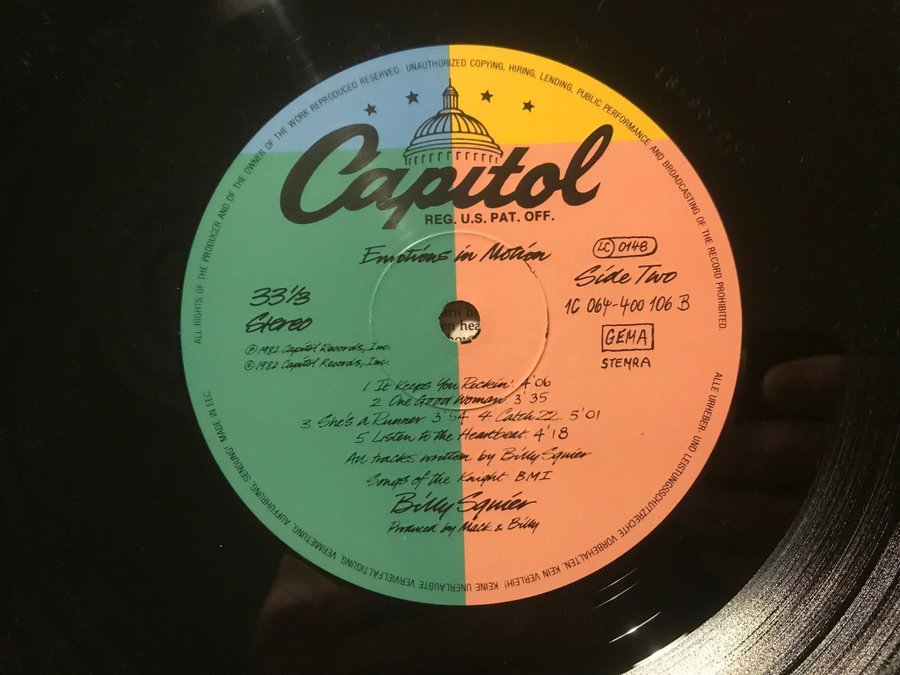 ALL RIGHTS OF THE PRODUCER AND OF THE OWNER OF THE WORK REPRODUCED RESERVED. UNAUTHORIZED COPYING, HIRING, LENDING, PUBLIC PERFORMANCE AND BROADCASTING OF THE RECORD PROHIBITED.
Capitol
REG. U.S. PAT. OFF.
Emotions in Motion
LC 0148
Side Two
33 1/3
1C 064-400 106 B
Stereo
GEMA
STEMRA
℗ 1982 Capitol Records, Inc.
© 1982 Capitol Records, Inc.
1 It Keeps You Rockin'. 4'06
2 One Good Woman. 3'35
3 She's a Runner. 3'54 4 Catch 22. 5'01
5 Listen to the Heartbeat. 4'18
All tracks written by Billy Squier
Songs of the Knight BMI
Billy Squier
Produced by Mack & Billy
ALLE URHEBER- UND LEISTUNGSSCHUTZRECHTE VORBEHALTEN. KEIN VERLEIH! KEINE UNERLAUBTE VERVIELFÄLTIGUNG, VERMIETUNG, AUFFÜHRUNG, SENDUNG! MADE IN EEC